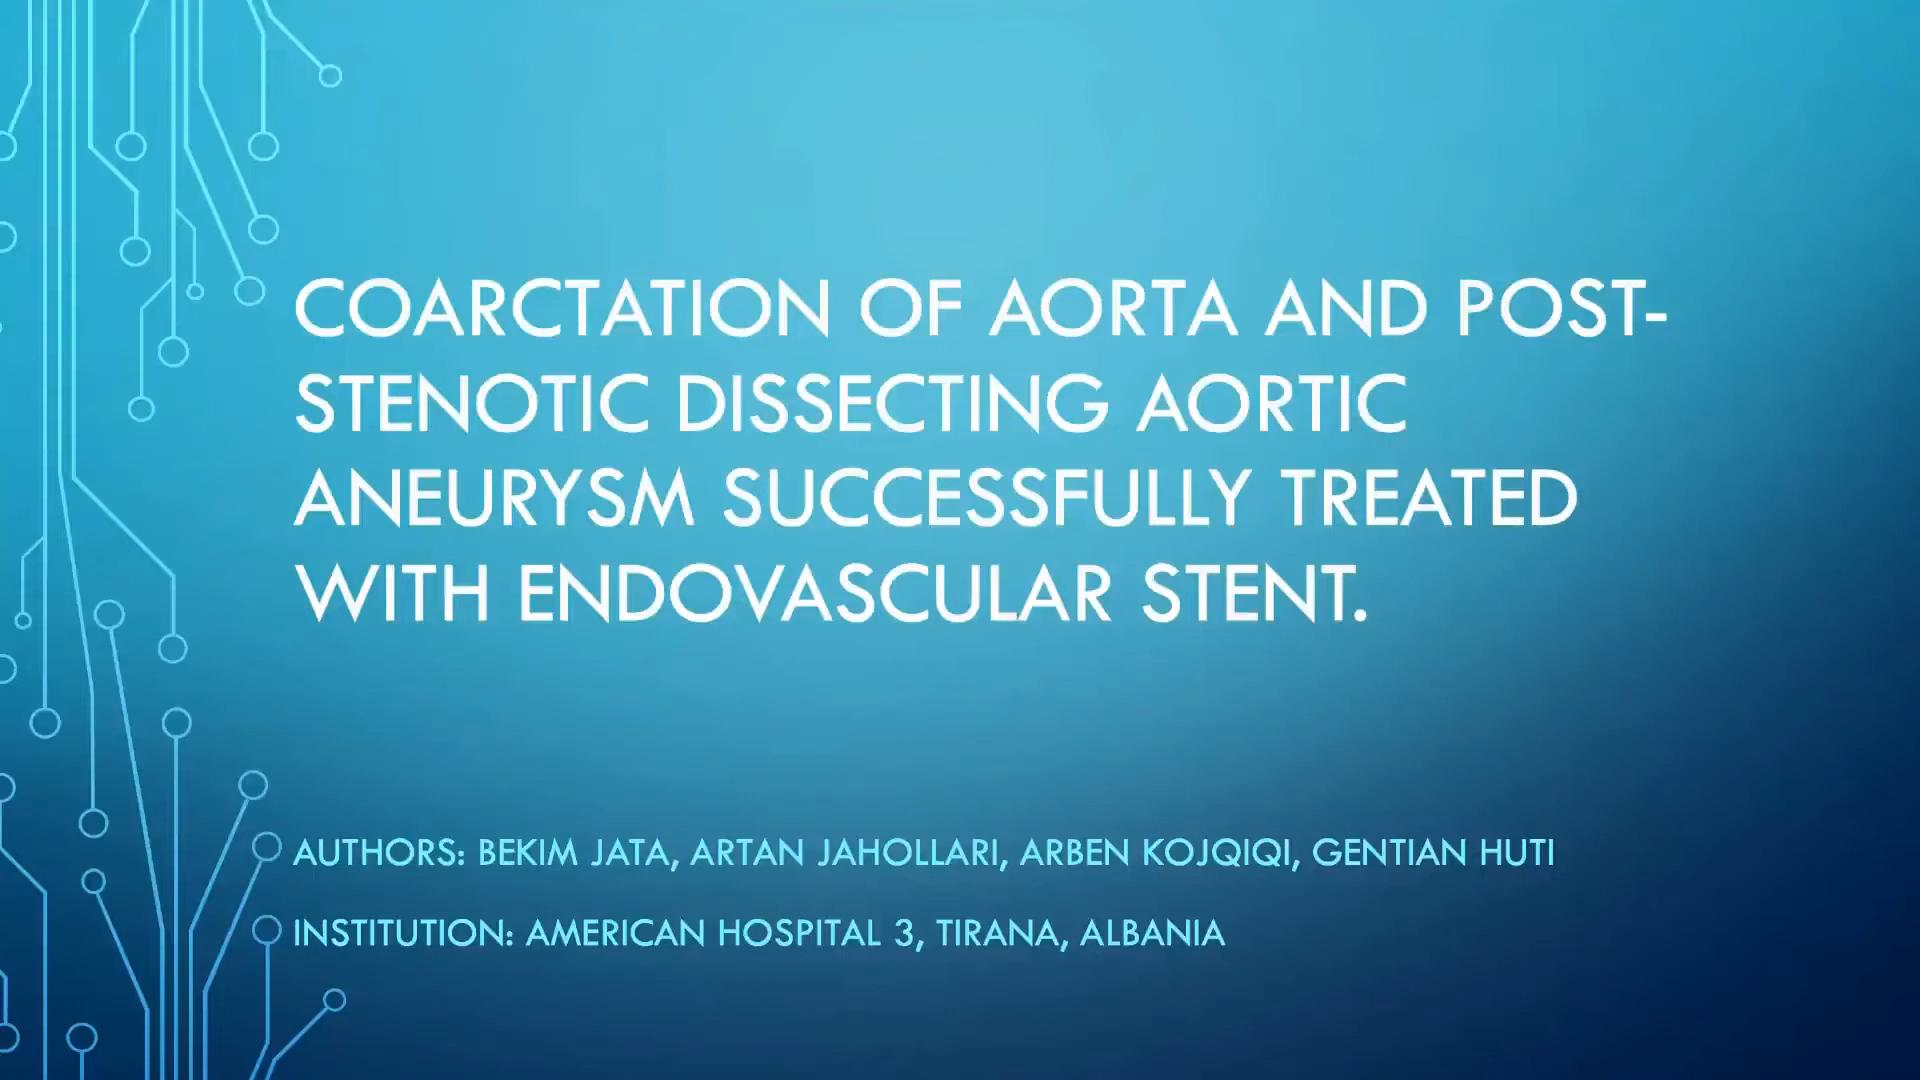 COARCTATION OF AORTA AND POST-
STENOTIC DISSECTING AORTIC
ANEURYSM SUCCESSFULLY TREATED
WITH ENDOVASCULAR STENT.
AUTHORS: BEKIM JATA, ARTAN JAHOLLARI, ARBEN KOJQIQI, GENTIAN HUTI
INSTITUTION: AMERICAN HOSPITAL 3, TIRANA, ALBANIA